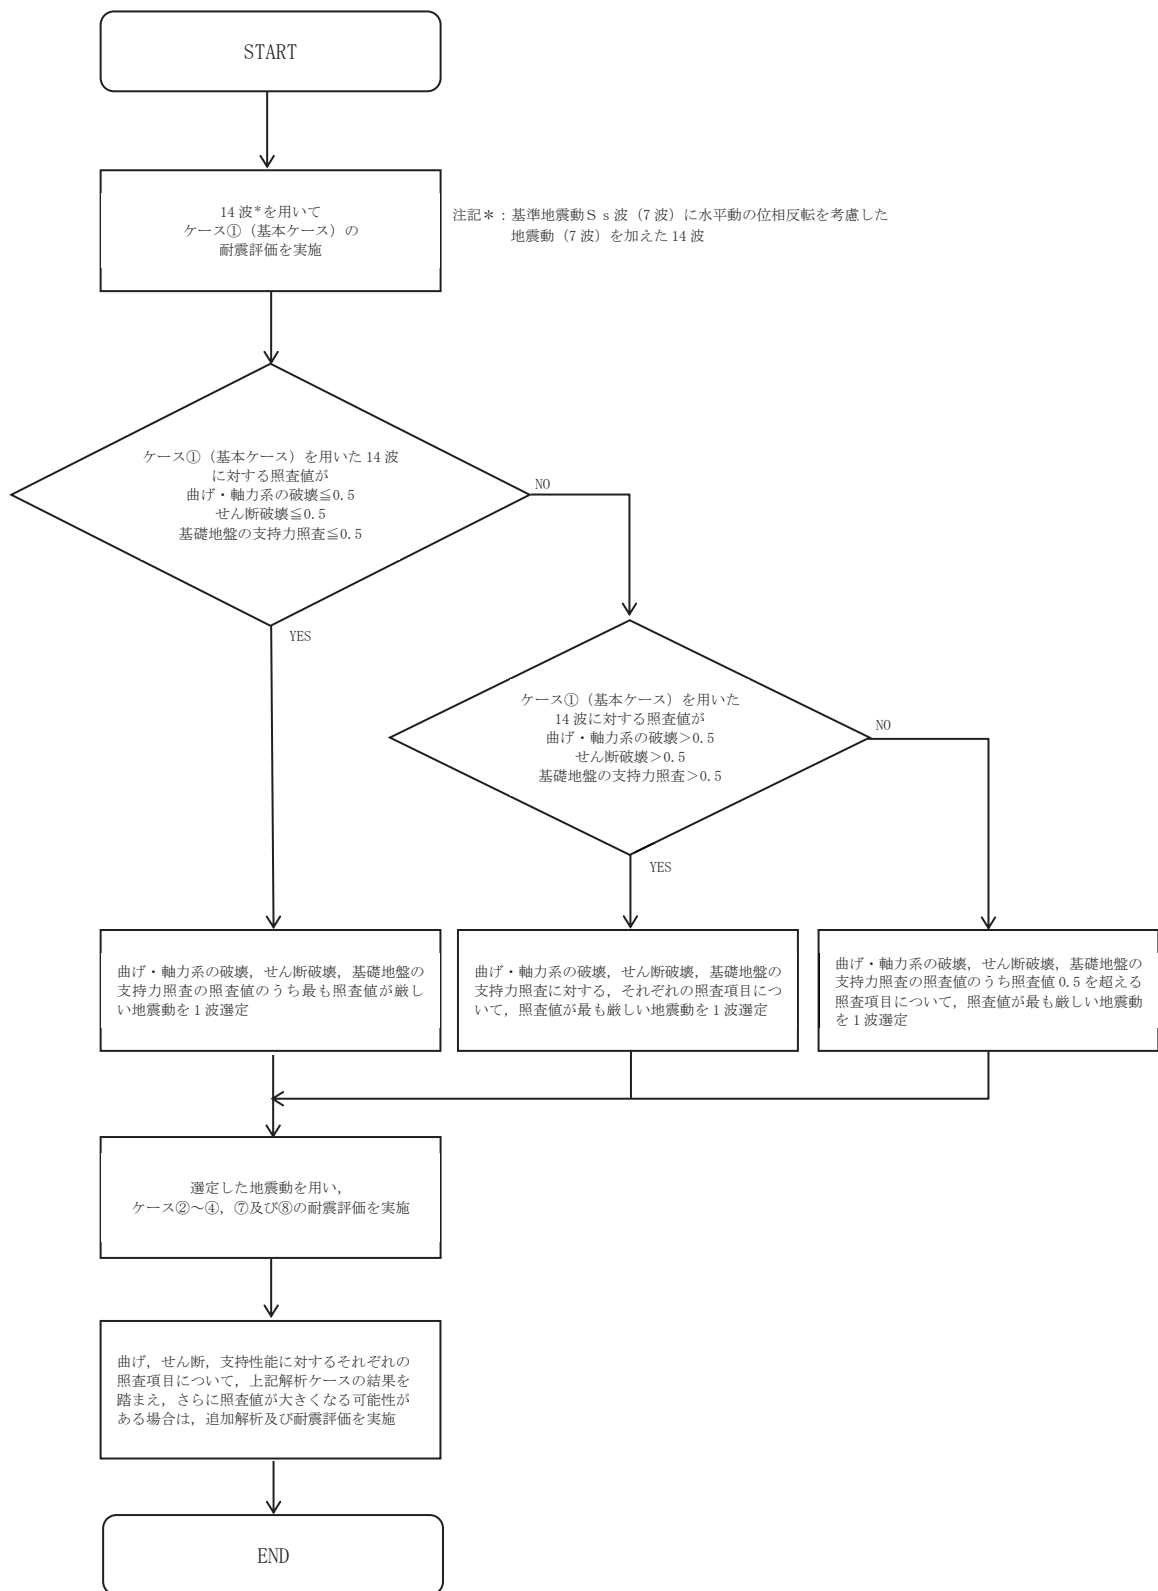 START
14 波*を用いて
ケース①（基本ケース）の
耐震評価を実施
注記＊：基準地震動Ｓｓ波（7 波）に水平動の位相反転を考慮した
地震動（7 波）を加えた 14 波
ケース①（基本ケース）を用いた 14 波
に対する照査値が
曲げ・軸力系の破壊≦0.5
せん断破壊≦0.5
基礎地盤の支持力照査≦0.5
NO
YES
ケース①（基本ケース）を用いた
14 波に対する照査値が
曲げ・軸力系の破壊＞0.5
せん断破壊＞0.5
基礎地盤の支持力照査＞0.5
NO
YES
曲げ・軸力系の破壊，せん断破壊，基礎地盤の
支持力照査の照査値のうち最も照査値が厳し
い地震動を 1 波選定
曲げ・軸力系の破壊，せん断破壊，基礎地盤の
支持力照査に対する，それぞれの照査項目につ
いて，照査値が最も厳しい地震動を 1 波選定
曲げ・軸力系の破壊，せん断破壊，基礎地盤の
支持力照査の照査値のうち照査値 0.5 を超える
照査項目について，照査値が最も厳しい地震動
を 1 波選定
選定した地震動を用い，
ケース②～④，⑦及び⑧の耐震評価を実施
曲げ，せん断，支持性能に対するそれぞれの
照査項目について，上記解析ケースの結果を
踏まえ，さらに照査値が大きくなる可能性が
ある場合は，追加解析及び耐震評価を実施
END